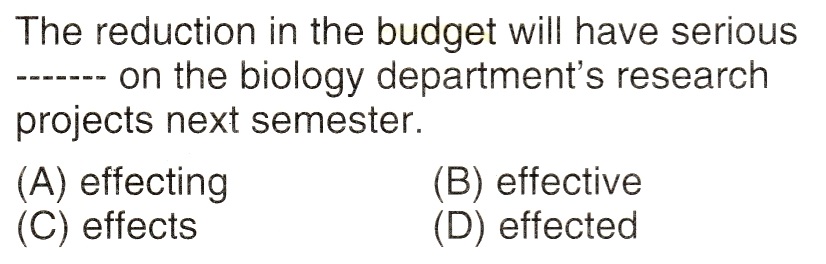 The reduction in the budget will have serious
------- on the biology department's research
projects next semester.
(A) effecting (B) effective
(C) effects (D) effected